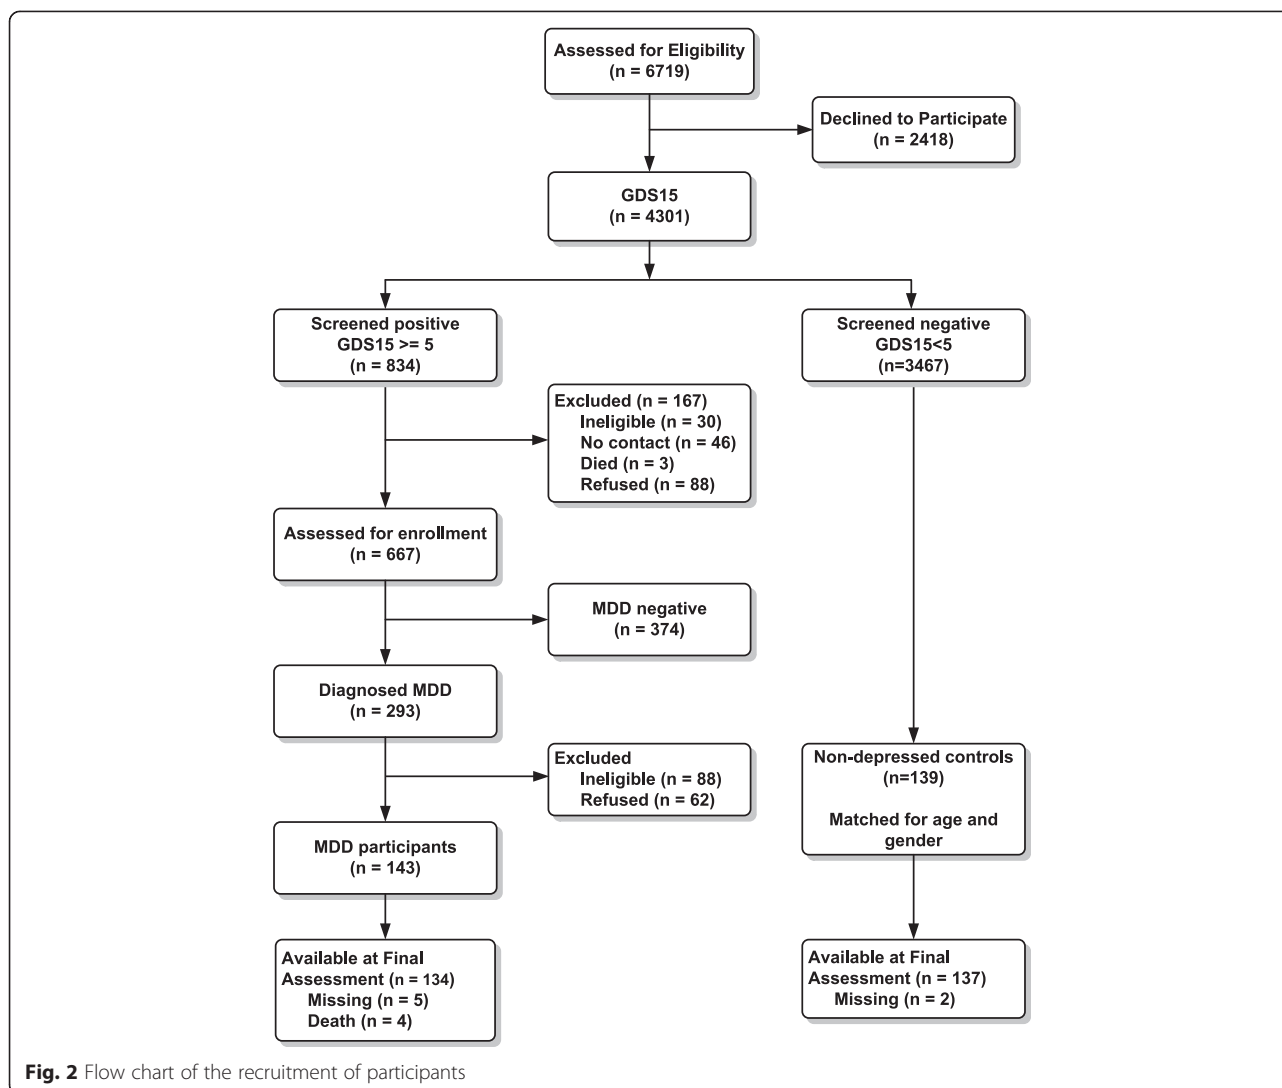 Assessed for Eligibility
(n = 6719)
Declined to Participate
(n = 2418)
GDS15
(n = 4301)
Screened positive
GDS15 >= 5
(n = 834)
Screened negative
GDS15<5
(n=3467)
Excluded (n = 167)
Ineligible (n = 30)
No contact (n = 46)
Died (n = 3)
Refused (n = 88)
Assessed for enrollment
(n = 667)
MDD negative
(n = 374)
Diagnosed MDD
(n = 293)
Excluded
Ineligible (n = 88)
Refused (n = 62)
Non-depressed controls
(n=139)
Matched for age and
gender
MDD participants
(n = 143)
Available at Final
Assessment (n = 134)
Missing (n = 5)
Death (n = 4)
Available at Final
Assessment (n = 137)
Missing (n = 2)
Fig. 2 Flow chart of the recruitment of participants